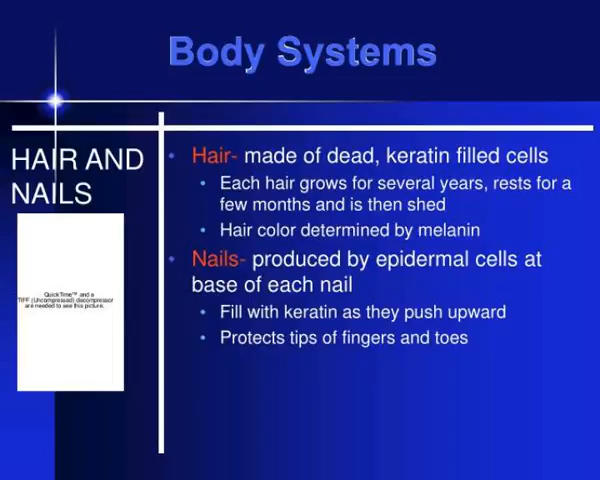 Body Systems
HAIR AND
NAILS
QuickTime™ and a
TIFF (Uncompressed) decompressor
are needed to see this picture.
• Hair- made of dead, keratin filled cells
• Each hair grows for several years, rests for a
few months and is then shed
• Hair color determined by melanin
• Nails- produced by epidermal cells at
base of each nail
• Fill with keratin as they push upward
• Protects tips of fingers and toes